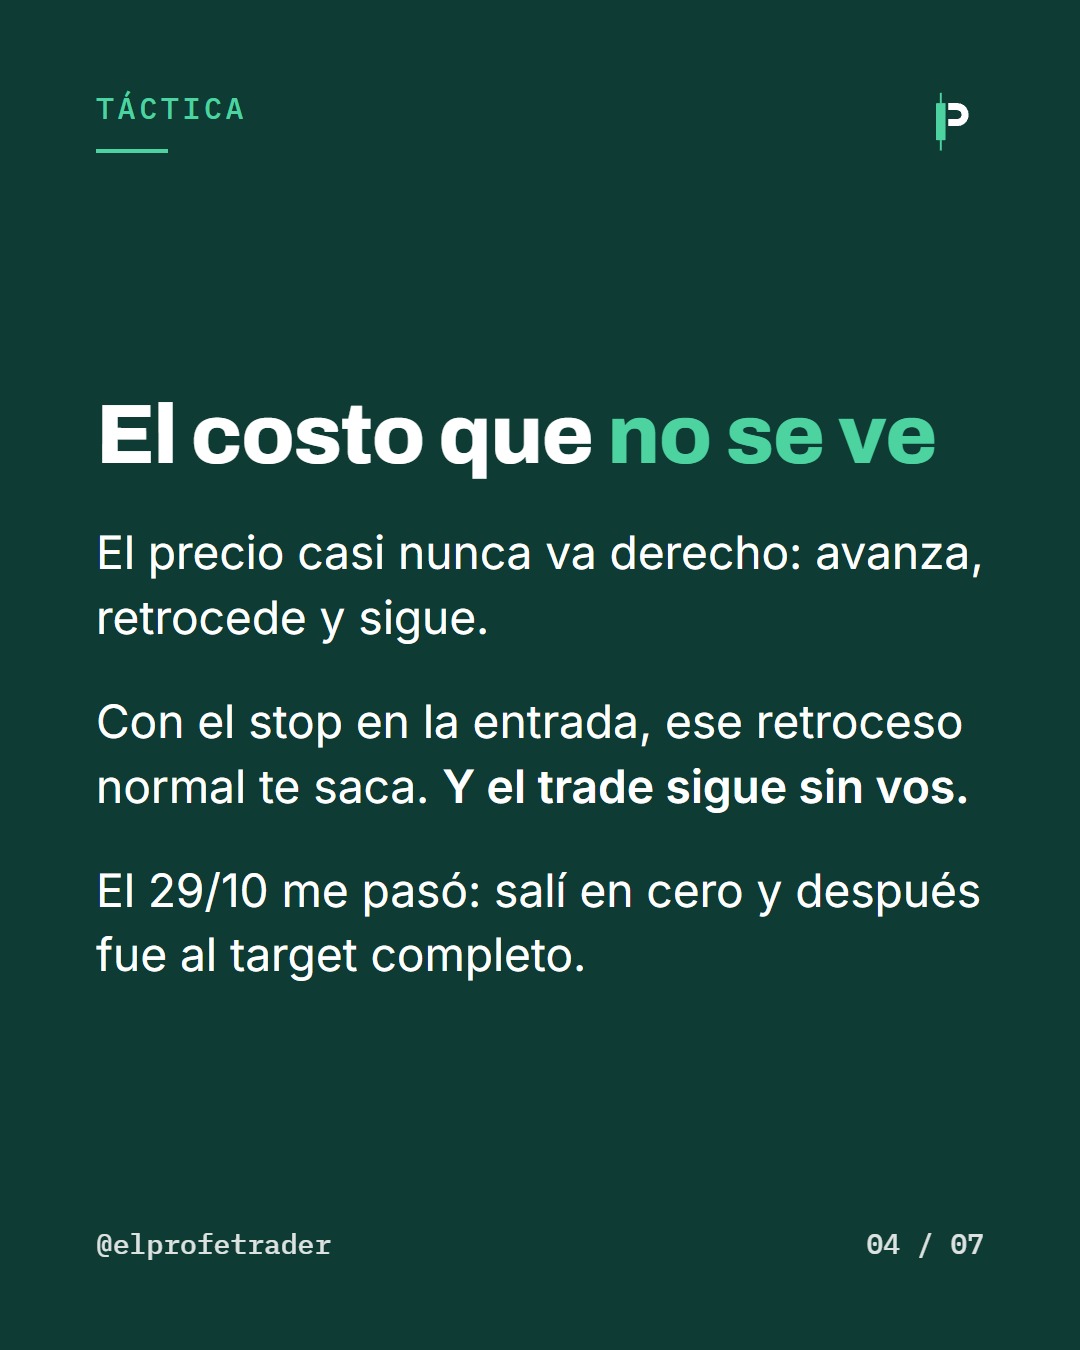 TÁCTICA
El costo que no se ve
El precio casi nunca va derecho: avanza,
retrocede y sigue.
Con el stop en la entrada, ese retroceso
normal te saca. Y el trade sigue sin vos.
El 29/10 me pasó: salí en cero y después
fue al target completo.
@elprofetrader
04 / 07